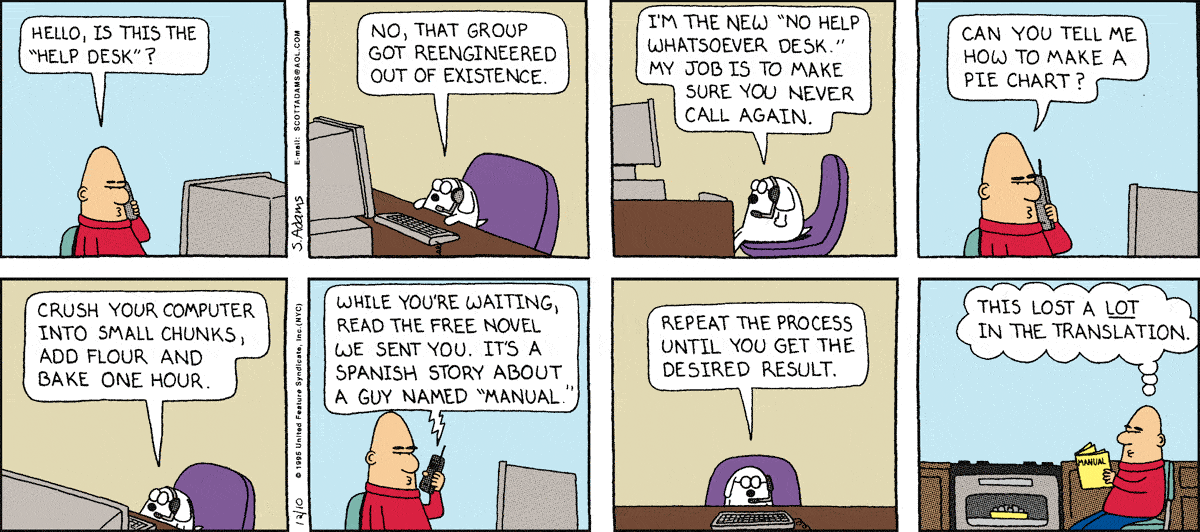 HELLO, IS THIS THE
"HELP DESK"?
S.Adams E-mail: SCOTTADAMS@AOL.COM
NO, THAT GROUP
GOT REENGINEERED
OUT OF EXISTENCE.
I'M THE NEW "NO HELP
WHATSOEVER DESK."
MY JOB IS TO MAKE
SURE YOU NEVER
CALL AGAIN.
CAN YOU TELL ME
HOW TO MAKE A
PIE CHART?
CRUSH YOUR COMPUTER
INTO SMALL CHUNKS,
ADD FLOUR AND
BAKE ONE HOUR.
12/10 © 1995 United Feature Syndicate, Inc.(NYC)
WHILE YOU'RE WAITING,
READ THE FREE NOVEL
WE SENT YOU. IT'S A
SPANISH STORY ABOUT
A GUY NAMED "MANUAL."
REPEAT THE PROCESS
UNTIL YOU GET THE
DESIRED RESULT.
THIS LOST A LOT
IN THE TRANSLATION.
MANUAL